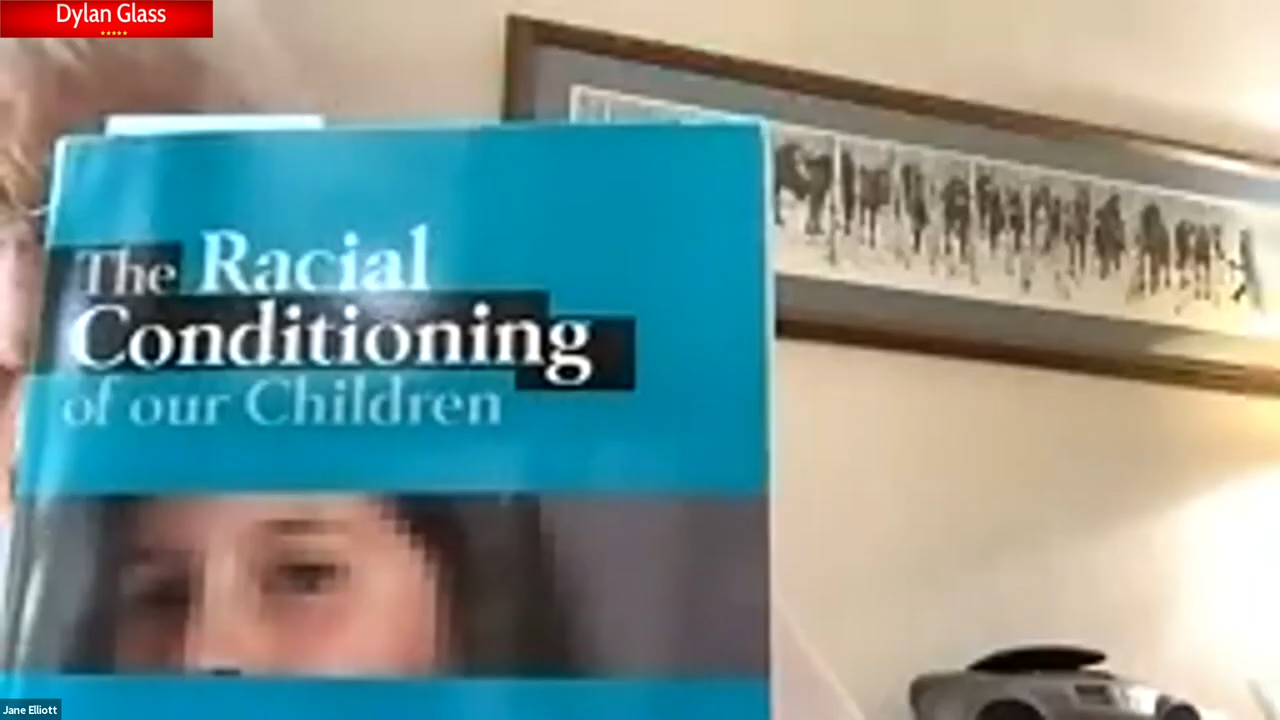 Dylan Glass
The Racial
Conditioning
of our Children
Jane Elliott